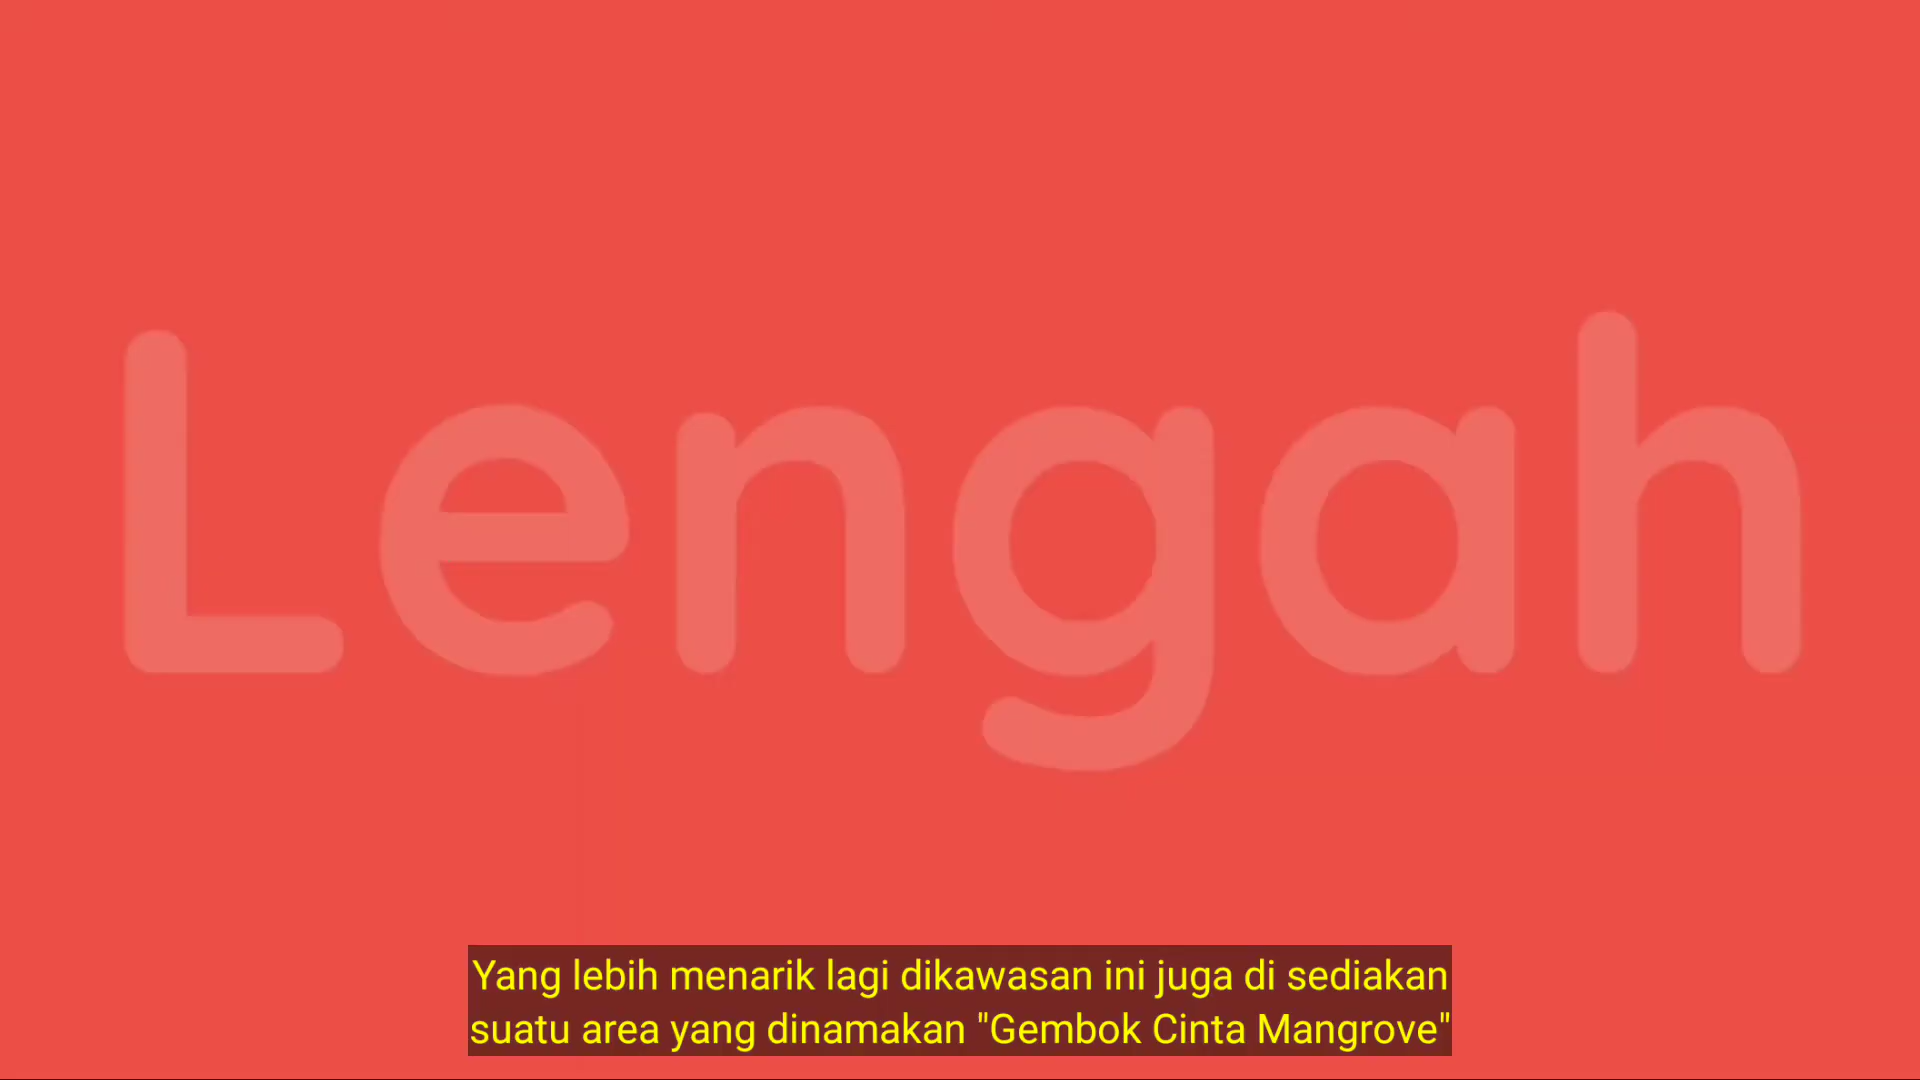 Lengah
Yang lebih menarik lagi dikawasan ini juga di sediakan
suatu area yang dinamakan "Gembok Cinta Mangrove"